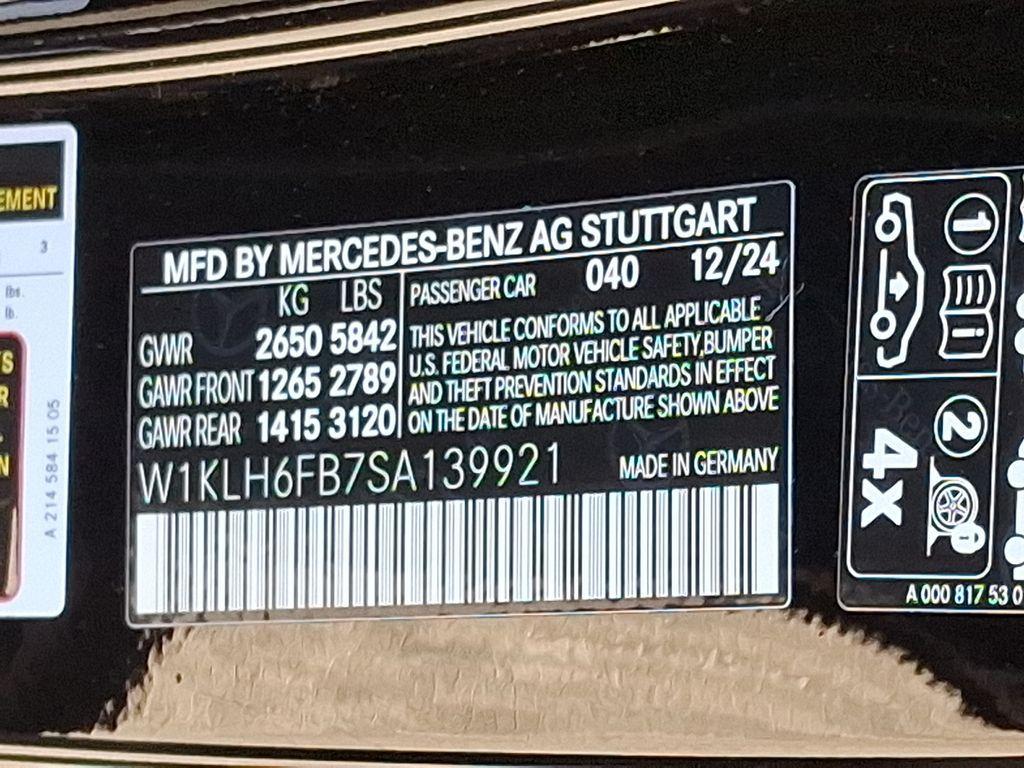 EMENT
3
lbs.
lb.
S
R
N
A 214 584 15 05
MFD BY MERCEDES-BENZ AG STUTTGART
KG LBS
GVWR 2650 5842
GAWR FRONT 1265 2789
GAWR REAR 1415 3120
PASSENGER CAR 040 12/24
THIS VEHICLE CONFORMS TO ALL APPLICABLE
U.S. FEDERAL MOTOR VEHICLE SAFETY,BUMPER
AND THEFT PREVENTION STANDARDS IN EFFECT
ON THE DATE OF MANUFACTURE SHOWN ABOVE
W1KLH6FB7SA139921 MADE IN GERMANY
1
i
2
4x
A 000 817 53 0